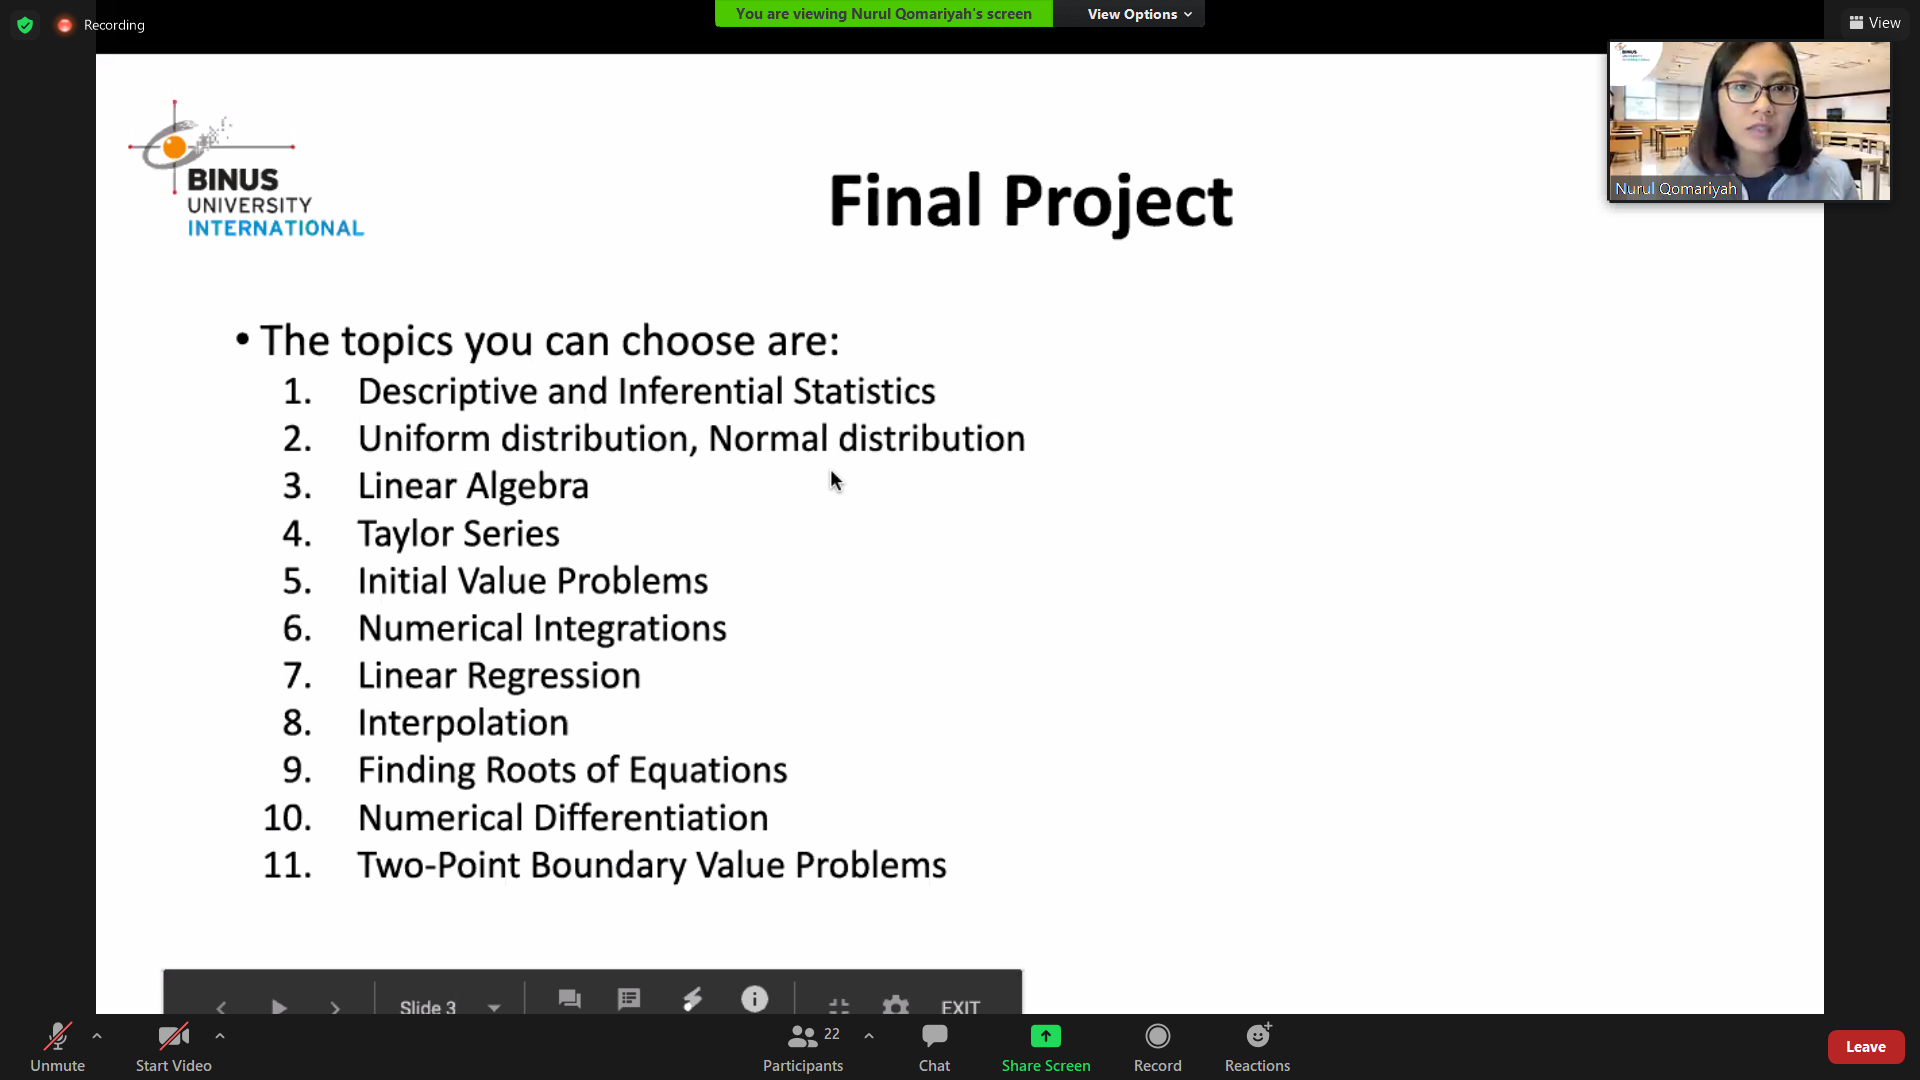 Recording
You are viewing Nurul Qomariyah's screen
View Options
View
BINUS
UNIVERSITY
INTERNATIONAL
Final Project
Nurul Qomariyah
• The topics you can choose are:
1. Descriptive and Inferential Statistics
2. Uniform distribution, Normal distribution
3. Linear Algebra
4. Taylor Series
5. Initial Value Problems
6. Numerical Integrations
7. Linear Regression
8. Interpolation
9. Finding Roots of Equations
10. Numerical Differentiation
11. Two-Point Boundary Value Problems
Slide 3
EXIT
Unmute
Start Video
Participants
22
Chat
Share Screen
Record
Reactions
Leave